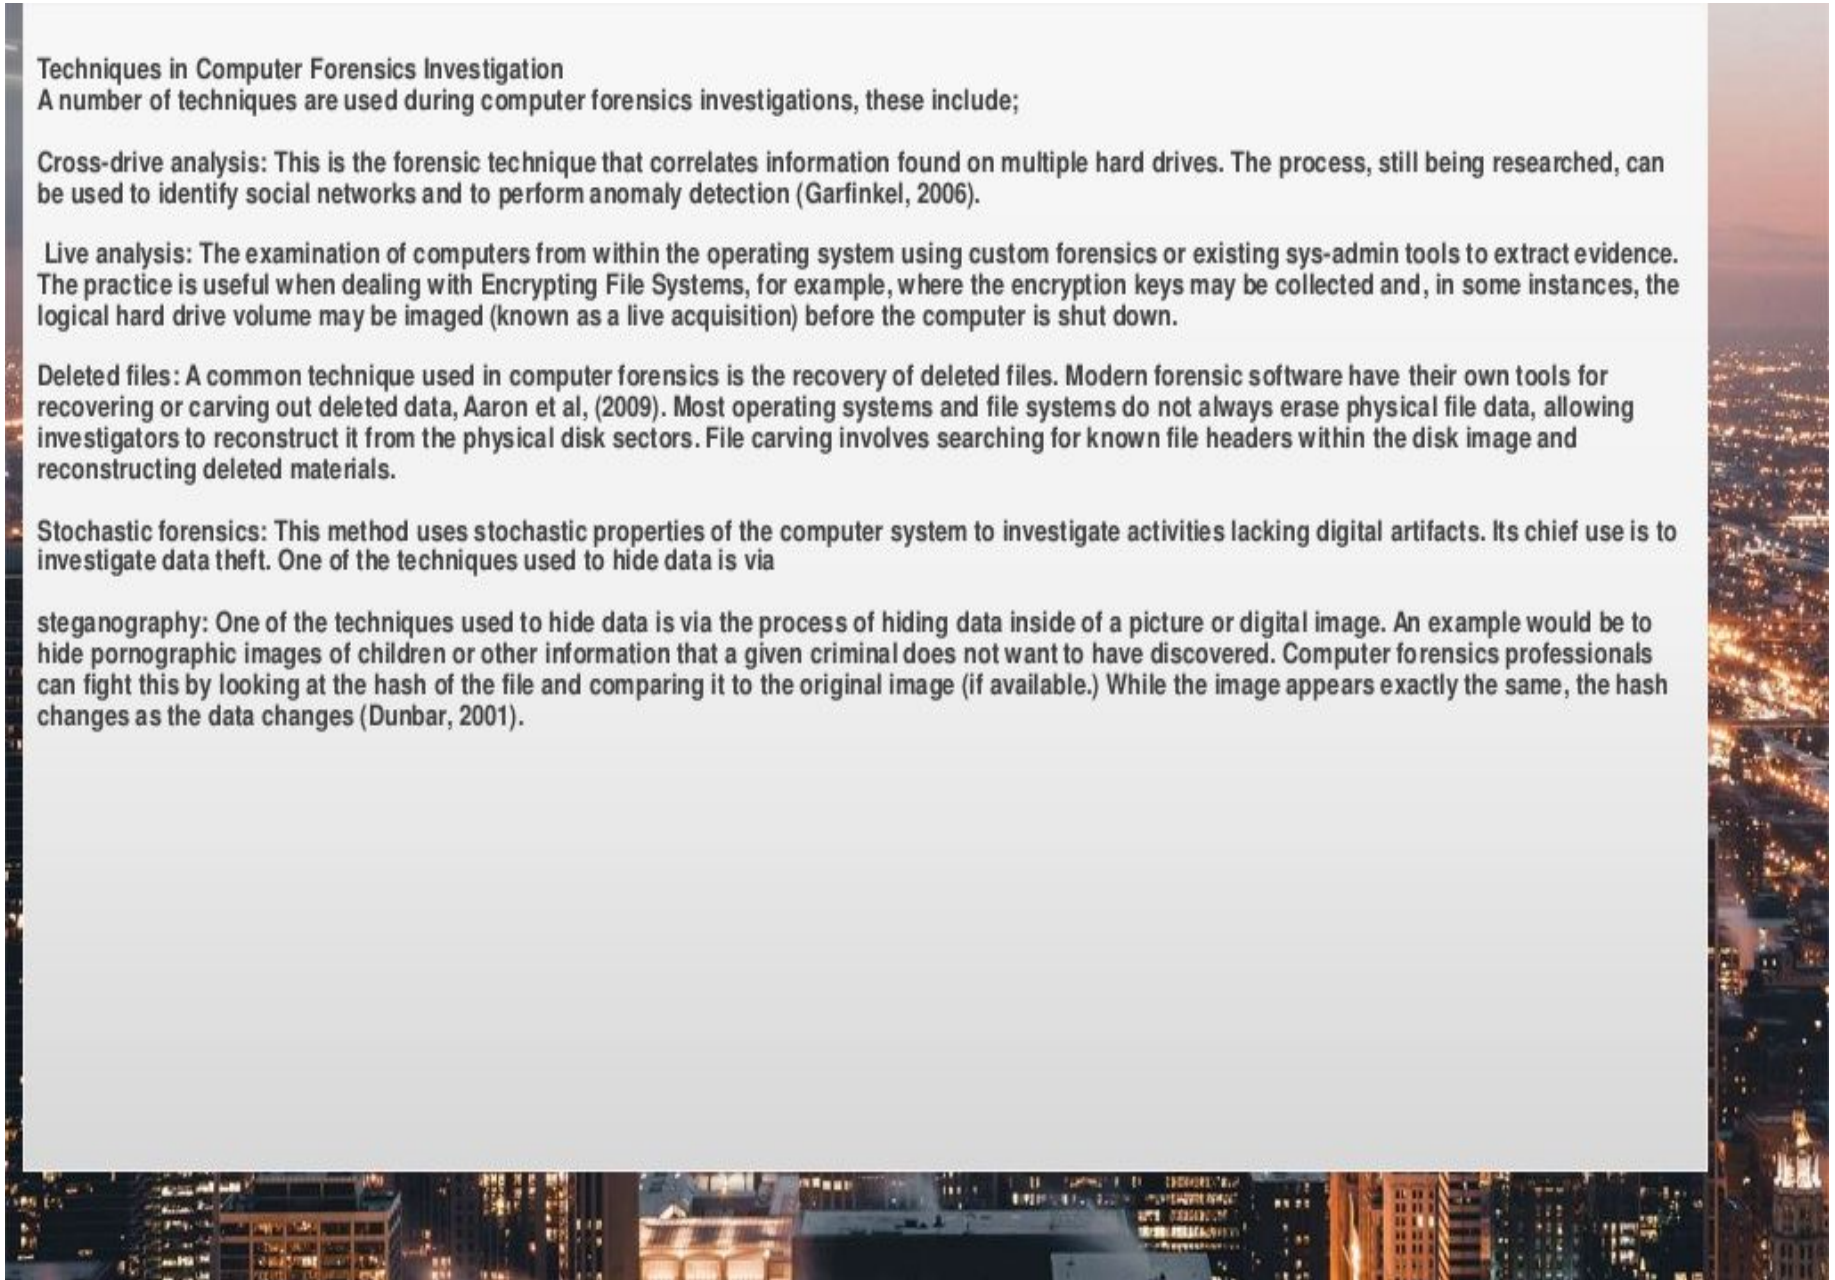 Techniques in Computer Forensics Investigation
A number of techniques are used during computer forensics investigations, these include;
Cross-drive analysis: This is the forensic technique that correlates information found on multiple hard drives. The process, still being researched, can
be used to identify social networks and to perform anomaly detection (Garfinkel, 2006).
Live analysis: The examination of computers from within the operating system using custom forensics or existing sys-admin tools to extract evidence.
The practice is useful when dealing with Encrypting File Systems, for example, where the encryption keys may be collected and, in some instances, the
logical hard drive volume may be imaged (known as a live acquisition) before the computer is shut down.
Deleted files: A common technique used in computer forensics is the recovery of deleted files. Modern forensic software have their own tools for
recovering or carving out deleted data, Aaron et al, (2009). Most operating systems and file systems do not always erase physical file data, allowing
investigators to reconstruct it from the physical disk sectors. File carving involves searching for known file headers within the disk image and
reconstructing deleted materials.
Stochastic forensics: This method uses stochastic properties of the computer system to investigate activities lacking digital artifacts. Its chief use is to
investigate data theft. One of the techniques used to hide data is via
steganography: One of the techniques used to hide data is via the process of hiding data inside of a picture or digital image. An example would be to
hide pornographic images of children or other information that a given criminal does not want to have discovered. Computer forensics professionals
can fight this by looking at the hash of the file and comparing it to the original image (if available.) While the image appears exactly the same, the hash
changes as the data changes (Dunbar, 2001).